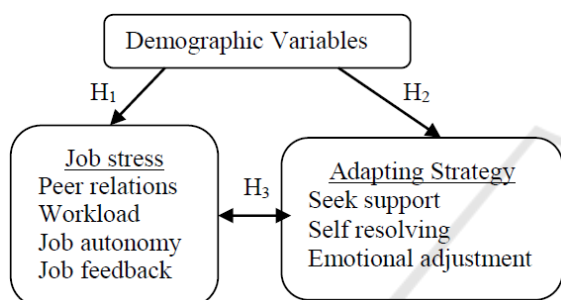 Demographic Variables
H1
H2
Job stress
Peer relations
Workload
Job autonomy
Job feedback
H3
Adapting Strategy
Seek support
Self resolving
Emotional adjustment